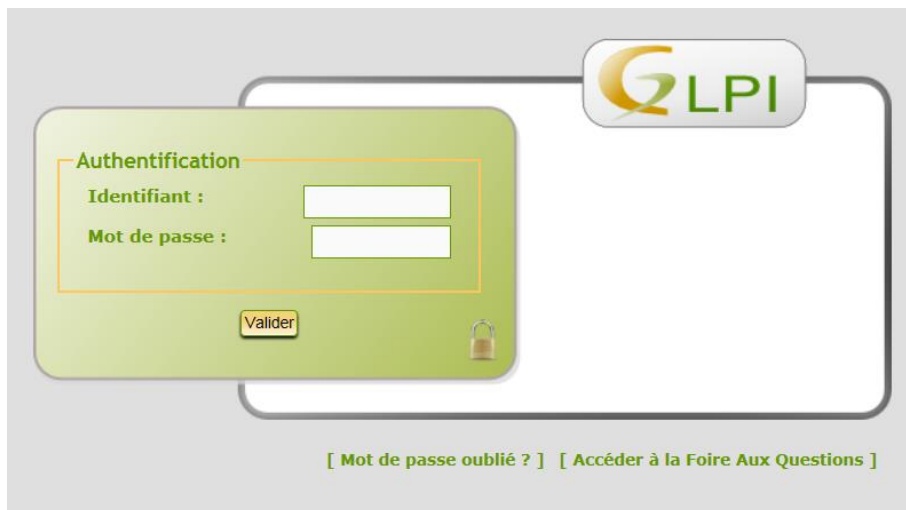 GLPI
Authentification
Identifiant :
Mot de passe :
Valider
[ Mot de passe oublié ? ] [ Accéder à la Foire Aux Questions ]